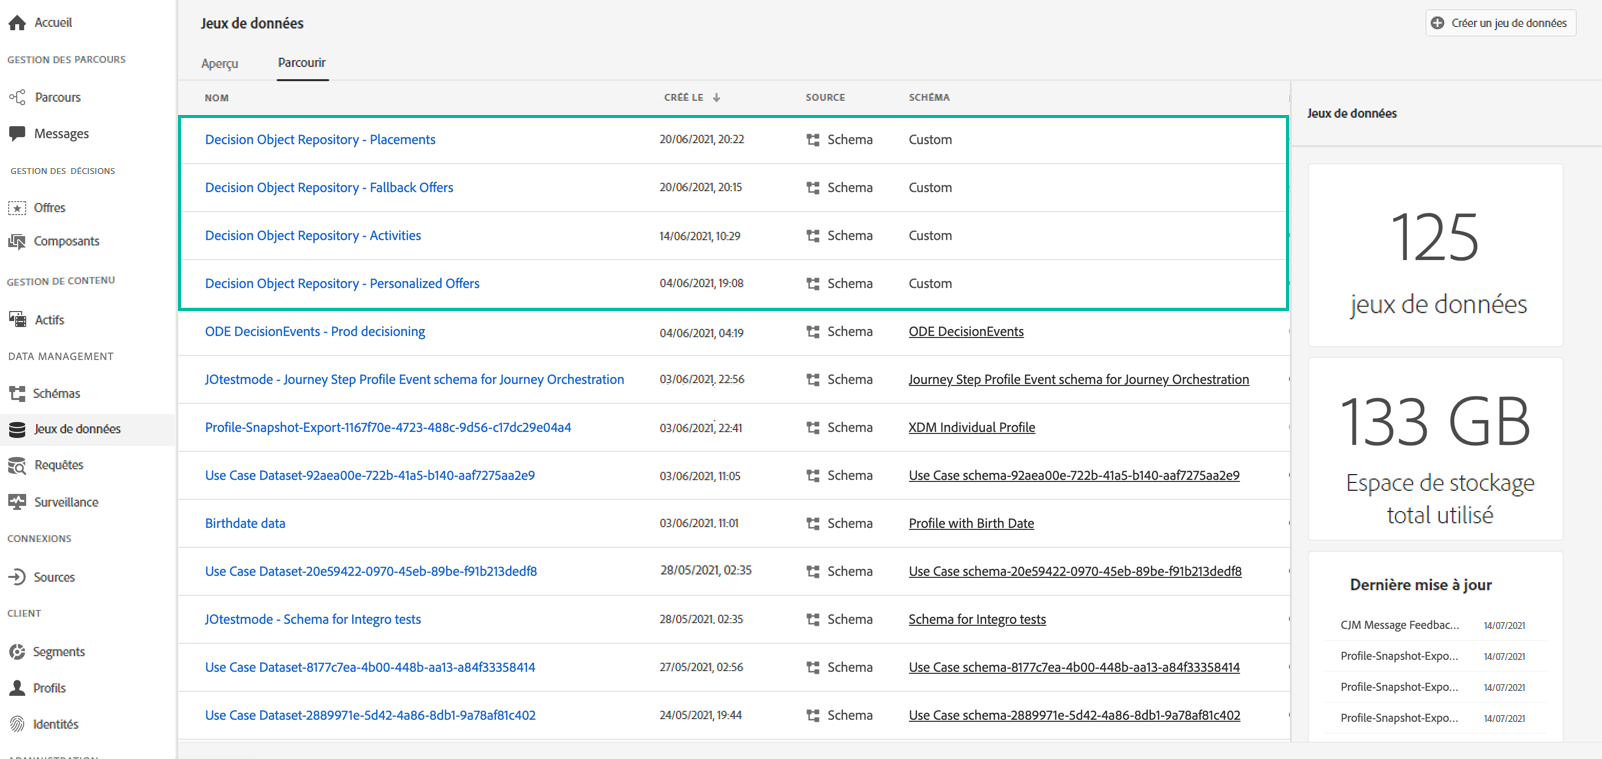 Accueil
GESTION DES PARCOURS
Parcours
Messages
GESTION DES DÉCISIONS
Offres
Composants
GESTION DE CONTENU
Actifs
DATA MANAGEMENT
Schémas
Jeux de données
Requêtes
Surveillance
CONNEXIONS
Sources
CLIENT
Segments
Profils
Identités
ADMINISTRATION
Jeux de données
Créer un jeu de données
Aperçu Parcourir
NOM CRÉÉ LE SOURCE SCHÉMA
Decision Object Repository - Placements 20/06/2021, 20:22 Schema Custom
Decision Object Repository - Fallback Offers 20/06/2021, 20:15 Schema Custom
Decision Object Repository - Activities 14/06/2021, 10:29 Schema Custom
Decision Object Repository - Personalized Offers 04/06/2021, 19:08 Schema Custom
ODE DecisionEvents - Prod decisioning 04/06/2021, 04:19 Schema ODE DecisionEvents
JOtestmode - Journey Step Profile Event schema for Journey Orchestration 03/06/2021, 22:56 Schema Journey Step Profile Event schema for Journey Orchestration
Profile-Snapshot-Export-1167f70e-4723-488c-9d56-c17dc29e04a4 03/06/2021, 22:41 Schema XDM Individual Profile
Use Case Dataset-92aea00e-722b-41a5-b140-aaf7275aa2e9 03/06/2021, 11:05 Schema Use Case schema-92aea00e-722b-41a5-b140-aaf7275aa2e9
Birthdate data 03/06/2021, 11:01 Schema Profile with Birth Date
Use Case Dataset-20e59422-0970-45eb-89be-f91b213dedf8 28/05/2021, 02:35 Schema Use Case schema-20e59422-0970-45eb-89be-f91b213dedf8
JOtestmode - Schema for Integro tests 28/05/2021, 02:35 Schema Schema for Integro tests
Use Case Dataset-8177c7ea-4b00-448b-aa13-a84f33358414 27/05/2021, 02:56 Schema Use Case schema-8177c7ea-4b00-448b-aa13-a84f33358414
Use Case Dataset-2889971e-5d42-4a86-8db1-9a78af81c402 24/05/2021, 19:44 Schema Use Case schema-2889971e-5d42-4a86-8db1-9a78af81c402
Jeux de données
125
jeux de données
133 GB
Espace de stockage
total utilisé
Dernière mise à jour
CJM Message Feedbac... 14/07/2021
Profile-Snapshot-Expo... 14/07/2021
Profile-Snapshot-Expo... 14/07/2021
Profile-Snapshot-Expo... 14/07/2021